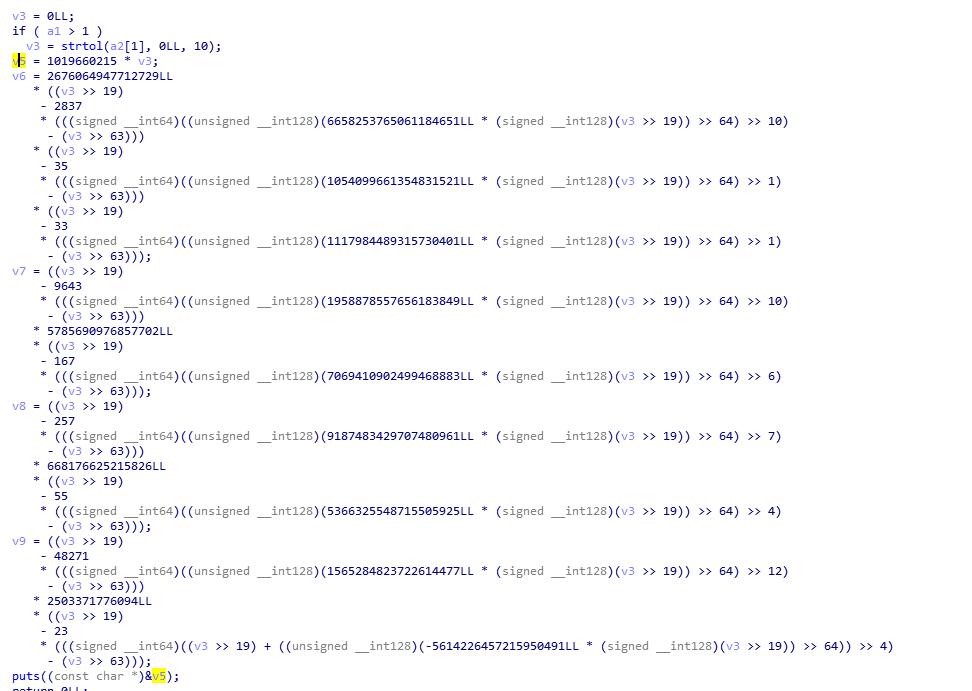 v3 = 0LL;
if ( a1 > 1 )
v3 = strtol(a2[1], 0LL, 10);
v5 = 1019660215 * v3;
v6 = 2676064947712729LL
* ((v3 >> 19)
- 2837
* (((signed __int64)((unsigned __int128)(6658253765061184651LL * (signed __int128)(v3 >> 19)) >> 64) >> 10)
- (v3 >> 63)))
* ((v3 >> 19)
- 35
* (((signed __int64)((unsigned __int128)(1054099661354831521LL * (signed __int128)(v3 >> 19)) >> 64) >> 1)
- (v3 >> 63)))
* ((v3 >> 19)
- 33
* (((signed __int64)((unsigned __int128)(1117984489315730401LL * (signed __int128)(v3 >> 19)) >> 64) >> 1)
- (v3 >> 63)));
v7 = ((v3 >> 19)
- 9643
* (((signed __int64)((unsigned __int128)(1958878557656183849LL * (signed __int128)(v3 >> 19)) >> 64) >> 10)
- (v3 >> 63)))
* 5785690976857702LL
* ((v3 >> 19)
- 167
* (((signed __int64)((unsigned __int128)(7069410902499468883LL * (signed __int128)(v3 >> 19)) >> 64) >> 6)
- (v3 >> 63)));
v8 = ((v3 >> 19)
- 257
* (((signed __int64)((unsigned __int128)(9187483429707480961LL * (signed __int128)(v3 >> 19)) >> 64) >> 7)
- (v3 >> 63)))
* 668176625215826LL
* ((v3 >> 19)
- 55
* (((signed __int64)((unsigned __int128)(5366325548715505925LL * (signed __int128)(v3 >> 19)) >> 64) >> 4)
- (v3 >> 63)));
v9 = ((v3 >> 19)
- 48271
* (((signed __int64)((unsigned __int128)(1565284823722614477LL * (signed __int128)(v3 >> 19)) >> 64) >> 12)
- (v3 >> 63)))
* 2503371776094LL
* ((v3 >> 19)
- 23
* (((signed __int64)((v3 >> 19) + ((unsigned __int128)(-5614226457215950491LL * (signed __int128)(v3 >> 19)) >> 64)) >> 4)
- (v3 >> 63)));
puts((const char *)&v5);
return 0LL;